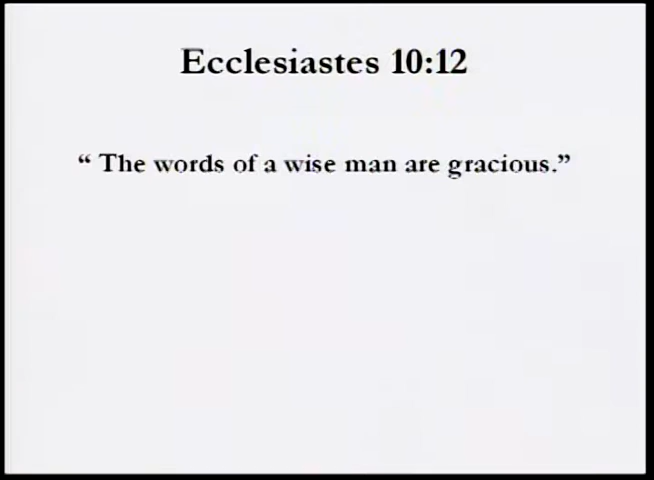 Ecclesiastes 10:12
“ The words of a wise man are gracious.”